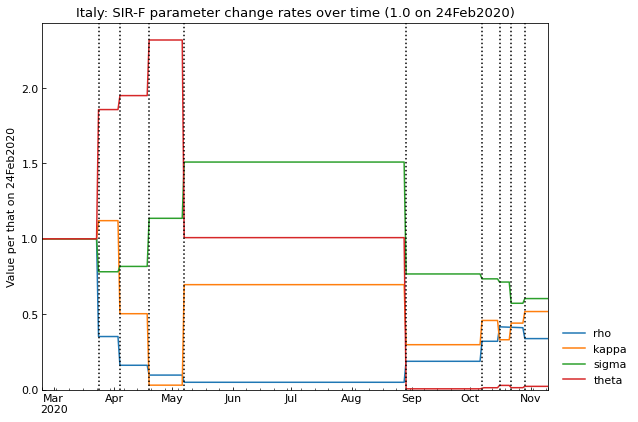 Italy: SIR-F parameter change rates over time (1.0 on 24Feb2020)
Value per that on 24Feb2020
2.0
1.5
1.0
0.5
0.0
Mar Apr May Jun Jul Aug Sep Oct Nov
2020
rho
kappa
sigma
theta